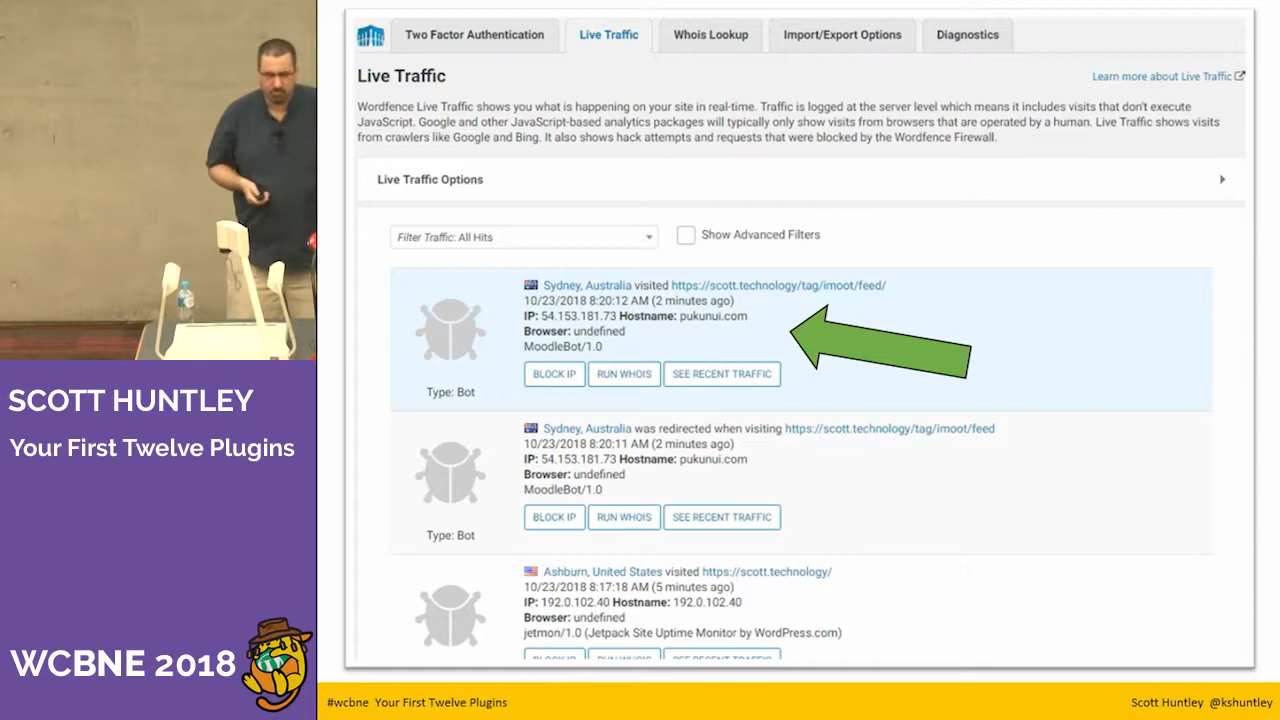 SCOTT HUNTLEY
Your First Twelve Plugins
WCBNE 2018
Two Factor Authentication
Live Traffic
Whois Lookup
Import/Export Options
Diagnostics
Live Traffic
Learn more about Live Traffic
Wordfence Live Traffic shows you what is happening on your site in real-time. Traffic is logged at the server level which means it includes visits that don't execute
JavaScript. Google and other JavaScript-based analytics packages will typically only show visits from browsers that are operated by a human. Live Traffic shows visits
from crawlers like Google and Bing. It also shows hack attempts and requests that were blocked by the Wordfence Firewall.
Live Traffic Options
Filter Traffic: All Hits
Show Advanced Filters
Sydney, Australia visited https://scott.technology/tag/imoot/feed/
10/23/2018 8:20:12 AM (2 minutes ago)
IP: 54.153.181.73 Hostname: pukunui.com
Browser: undefined
MoodleBot/1.0
BLOCK IP
RUN WHOIS
SEE RECENT TRAFFIC
Type: Bot
Sydney, Australia was redirected when visiting https://scott.technology/tag/imoot/feed
10/23/2018 8:20:11 AM (2 minutes ago)
IP: 54.153.181.73 Hostname: pukunui.com
Browser: undefined
MoodleBot/1.0
BLOCK IP
RUN WHOIS
SEE RECENT TRAFFIC
Type: Bot
Ashburn, United States visited https://scott.technology/
10/23/2018 8:17:18 AM (5 minutes ago)
IP: 192.0.102.40 Hostname: 192.0.102.40
Browser: undefined
jetmon/1.0 (Jetpack Site Uptime Monitor by WordPress.com)
BLOCK IP
RUN WHOIS
SEE RECENT TRAFFIC
#wcbne Your First Twelve Plugins
Scott Huntley @kshuntley